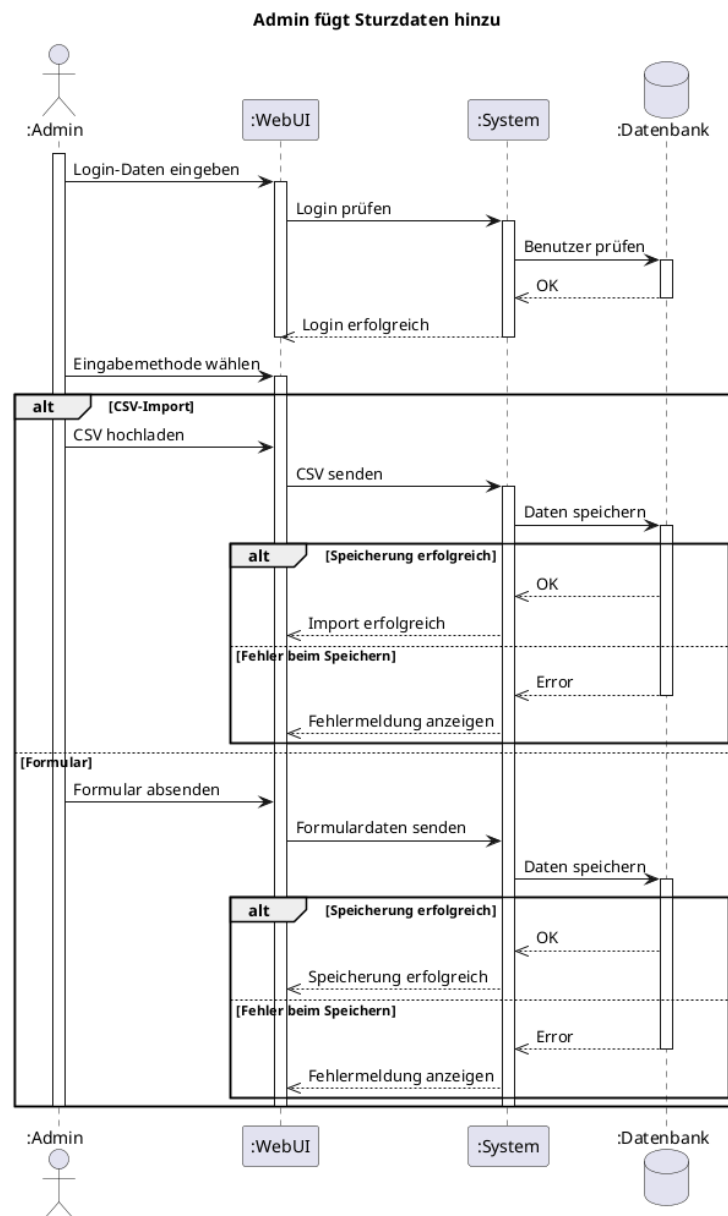 Admin fügt Sturzdaten hinzu
:Admin
:WebUI
:System
:Datenbank
Login-Daten eingeben
Login prüfen
Benutzer prüfen
OK
Login erfolgreich
Eingabemethode wählen
alt [CSV-Import]
CSV hochladen
CSV senden
Daten speichern
alt [Speicherung erfolgreich]
OK
Import erfolgreich
[Fehler beim Speichern]
Error
Fehlermeldung anzeigen
[Formular]
Formular absenden
Formulardaten senden
Daten speichern
alt [Speicherung erfolgreich]
OK
Speicherung erfolgreich
[Fehler beim Speichern]
Error
Fehlermeldung anzeigen
:Admin
:WebUI
:System
:Datenbank